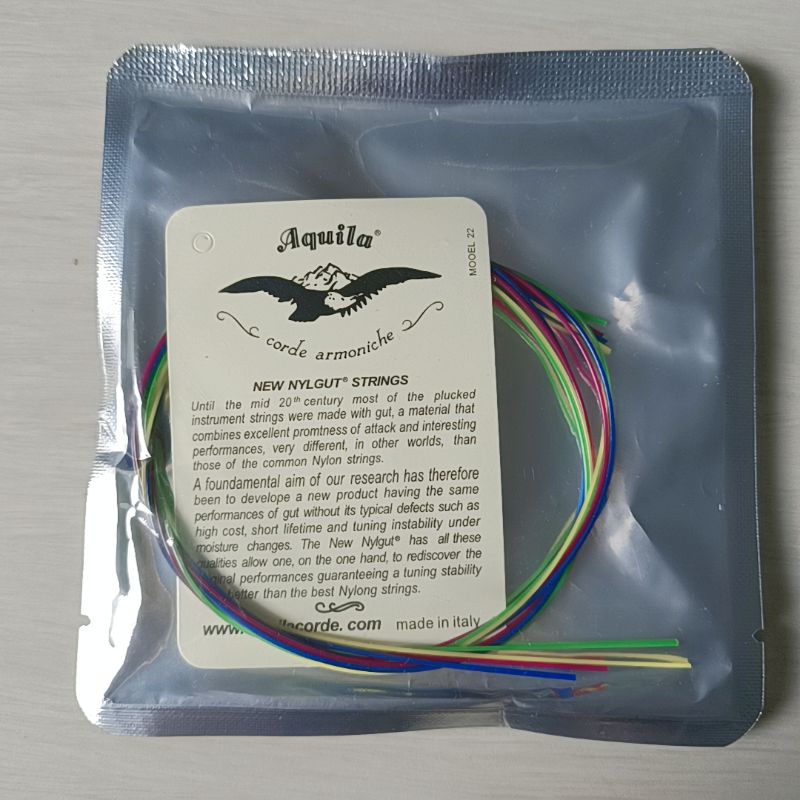 Aquila®
MOOEL 22
corde armoniche
NEW NYLGUT® STRINGS
Until the mid 20th century most of the plucked
instrument strings were made with gut, a material that
combines excellent promtness of attack and interesting
performances, very different, in other worlds, than
those of the common Nylon strings.
A foundamental aim of our research has therefore
been to develope a new product having the same
performances of gut without its typical defects such as
high cost, short lifetime and tuning instability under
moisture changes. The New Nylgut® has all these
qualities allow one, on the one hand, to rediscover the
performances guaranteeing a tuning stability
better than the best Nylong strings.
made in italy